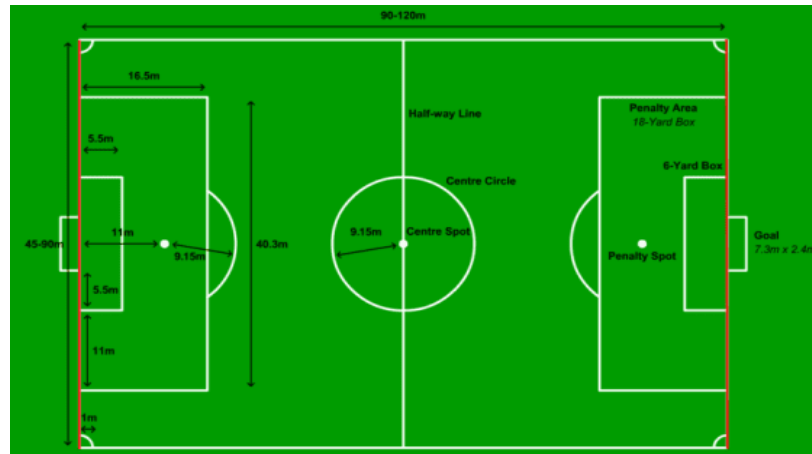 90-120m
16.5m
Penalty Area
18-Yard Box
Half-way Line
5.5m
6-Yard Box
Centre Circle
11m
9.15m
Centre Spot
Goal
45-90m
40.3m
7.3m x 2.4m
9.15m
Penalty Spot
5.5m
11m
1m